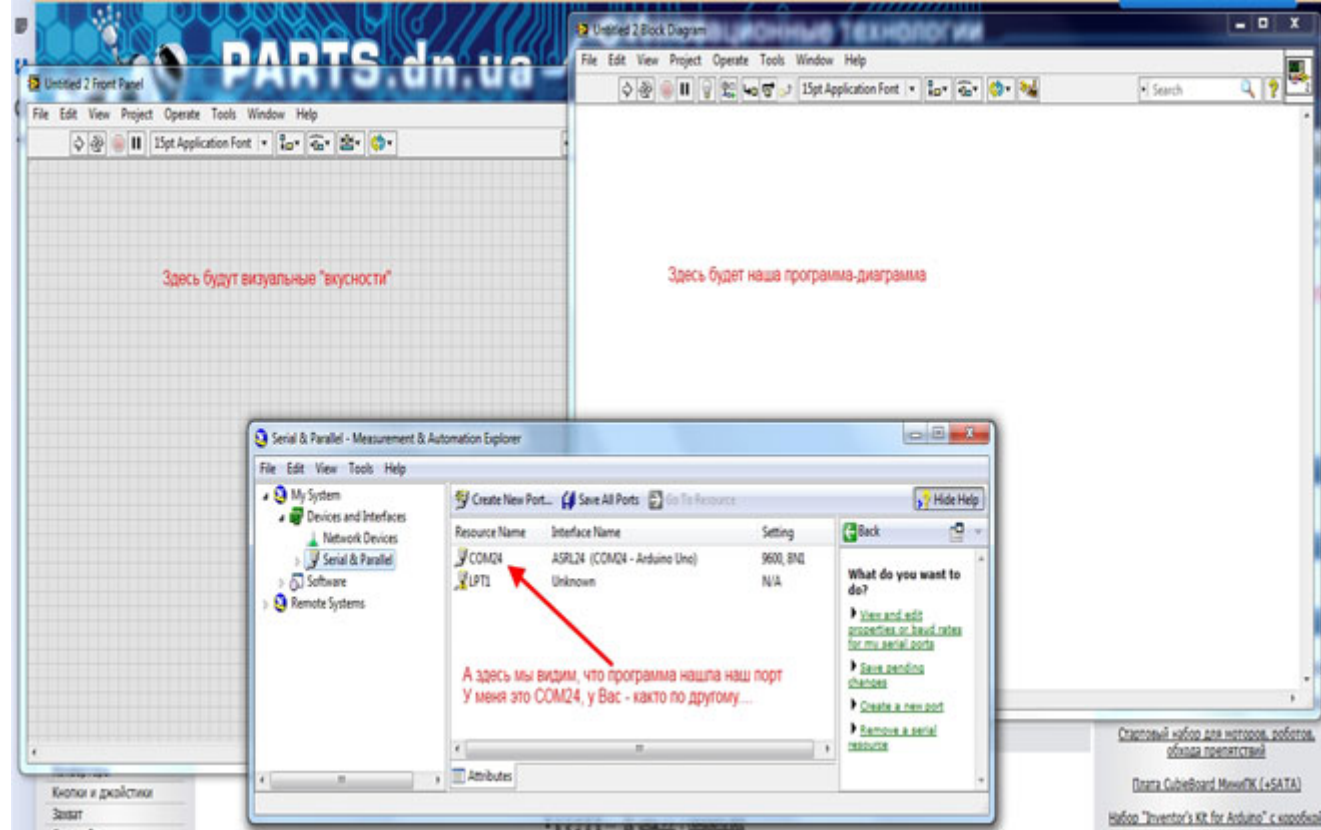 PARTS.dn.ua
Untitled 2 Front Panel
File Edit View Project Operate Tools Window Help
15pt Application Font
Здесь будут визуальные "вкусности"
Untitled 2 Block Diagram
File Edit View Project Operate Tools Window Help
15pt Application Font
Search
Здесь будет наша программа-диаграмма
Serial & Parallel - Measurement & Automation Explorer
File Edit View Tools Help
My System
Devices and Interfaces
Network Devices
Serial & Parallel
Software
Remote Systems
Create New Port... Save All Ports Go To Resource
Hide Help
Resource Name Interface Name Setting
COM24 ASRL24 (COM24 - Arduino Uno) 9600, 8N1
LPT1 Unknown N/A
А здесь мы видим, что программа нашла наш порт
У меня это COM24, у Вас - както по другому....
Attributes
Back
What do you want to
do?
View and edit
properties or baud rates
for my serial ports
Save pending
changes
Create a new port
Remove a serial
resource
Кнопки и джойстики
Захват
Стартовый набор для моторов, роботов,
обхода препятствий
Плата CubieBoard МиниПК (+SATA)
Набор "Inventor's Kit for Arduino" с коробкой